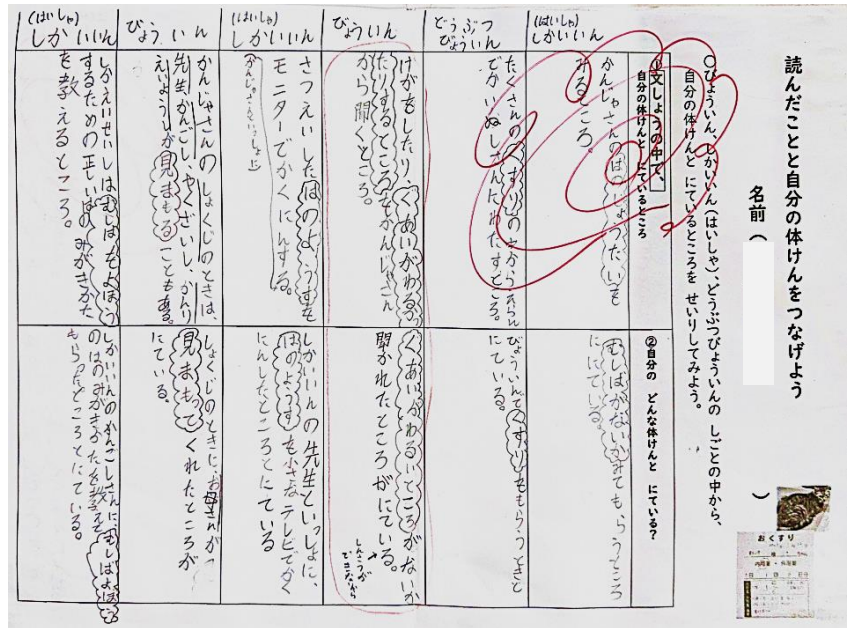 読んだことと自分の体けんをつなげよう
名前（　　　）
○びょういん、しかいいん（はいしゃ）、どうぶつびょういんの しごとの中から、
自分の体けんと にているところを せいりしてみよう。
①文しょうの中で、
自分の体けんと にているところ
②自分の どんな体けんと にている？
（はいしゃ）
しかいいん
かんじゃさんのはのじょうたいを
みるところ。
むしばがないかみてもらうところ
ににている。
どうぶつ
びょういん
たくさんのくすりの中からえらん
でかいぬしさんにわたすところ。
びょういんでくすりをもらうときと
にている。
びょういん
けがをしたり、ぐあいがわるかっ
たりするところをかんじゃさん
から聞くところ。
ぐあいがわるいところがないか
聞かれたところがにている。
（はいしゃ）
しかいいん
さつえいしたはのようすを
モニターでかくにんする。
（かんじゃさんといっしょに）
しかいいんの先生といっしょに、
はのようすを小さなテレビでかく
にんしたところとにている
びょういん
かんじゃさんのしょくじのときは、
先生、かんごし、やくざいし、かんり
えいようしが見まもることもある。
しょくじのときに、お母さんが
見まもってくれたところが
にている。
（はいしゃ）
しかいいん
しかえいせいしはむしばをよぼう
するための正しいはのみがきかた
を教えるところ。
しかいいんのかんごしさんに、むしばよぼう
のはのみがきかたを教えて
もらったところとにている。
おくすり